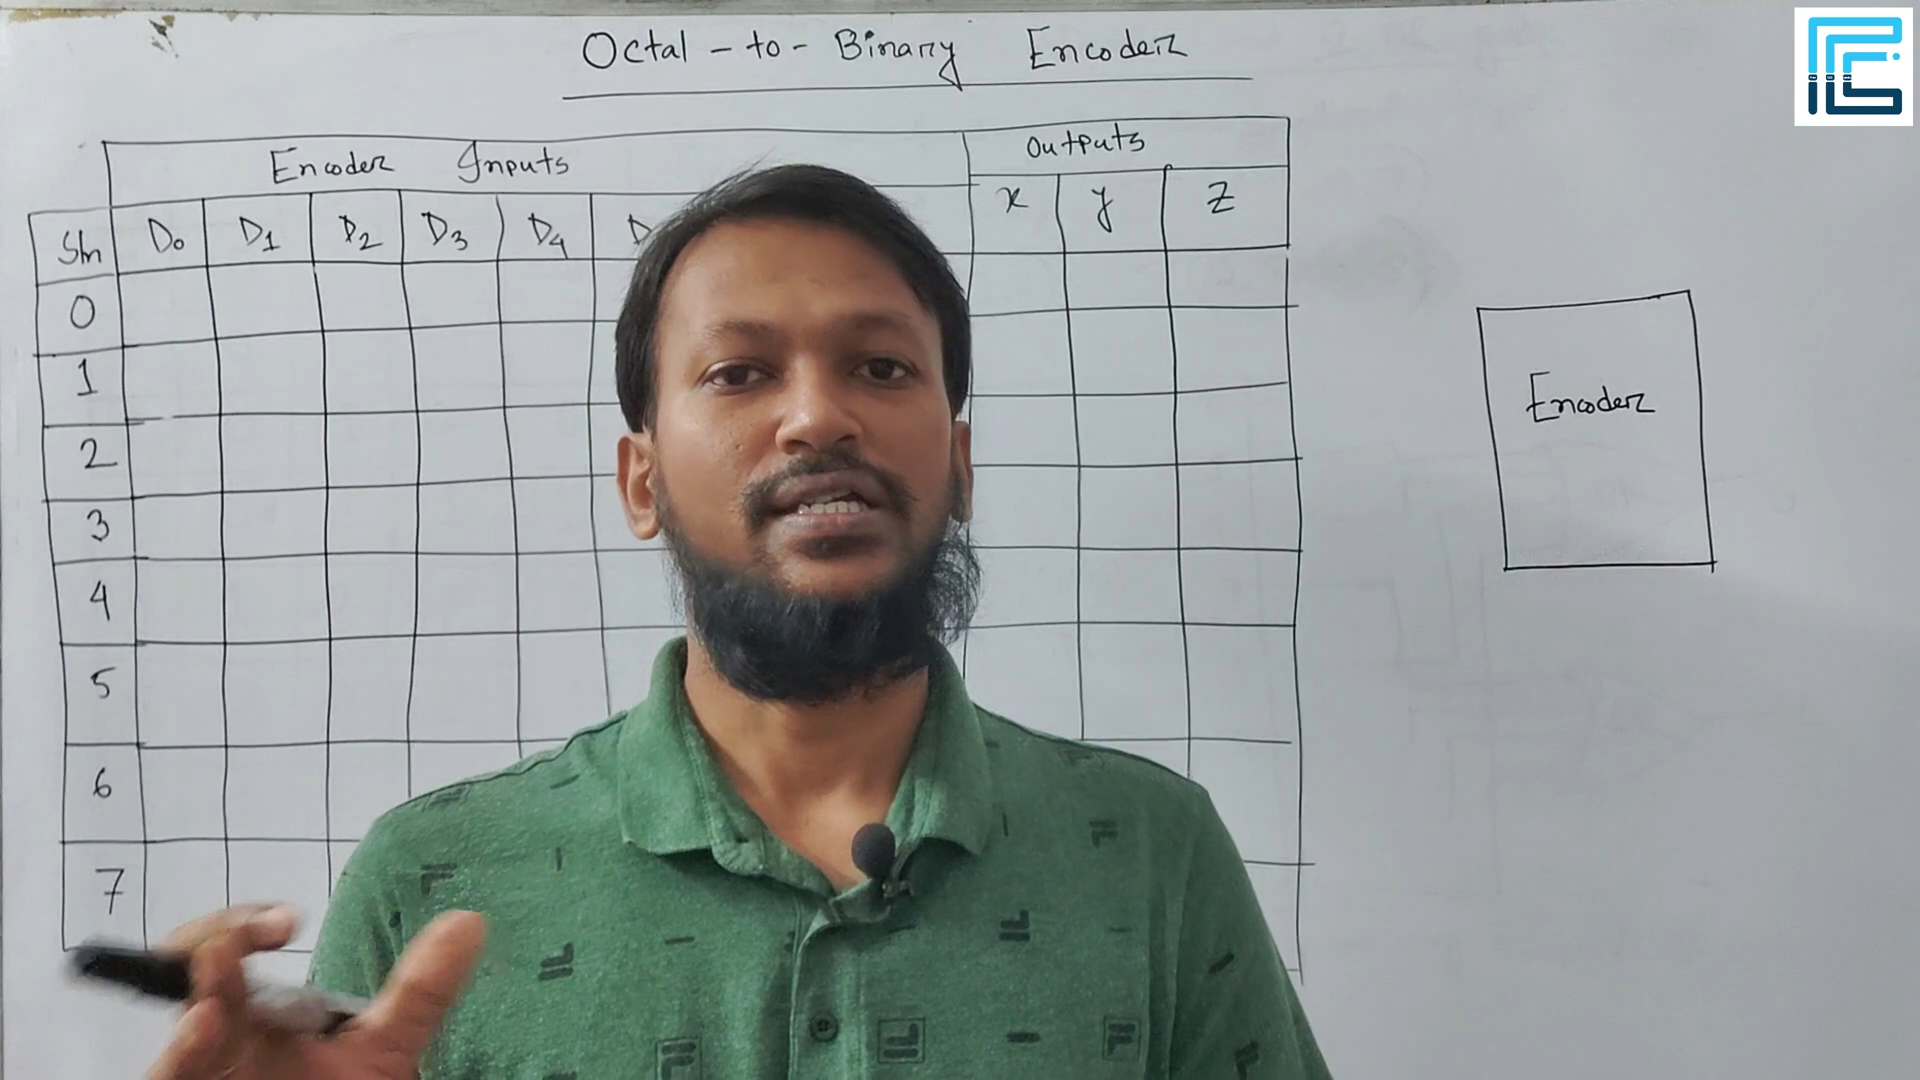 Octal - to - Binary Encoder
Encoder Inputs Outputs
Sln D0 D1 D2 D3 D4 D x y z
0
1
2
3
4
5
6
7
Encoder